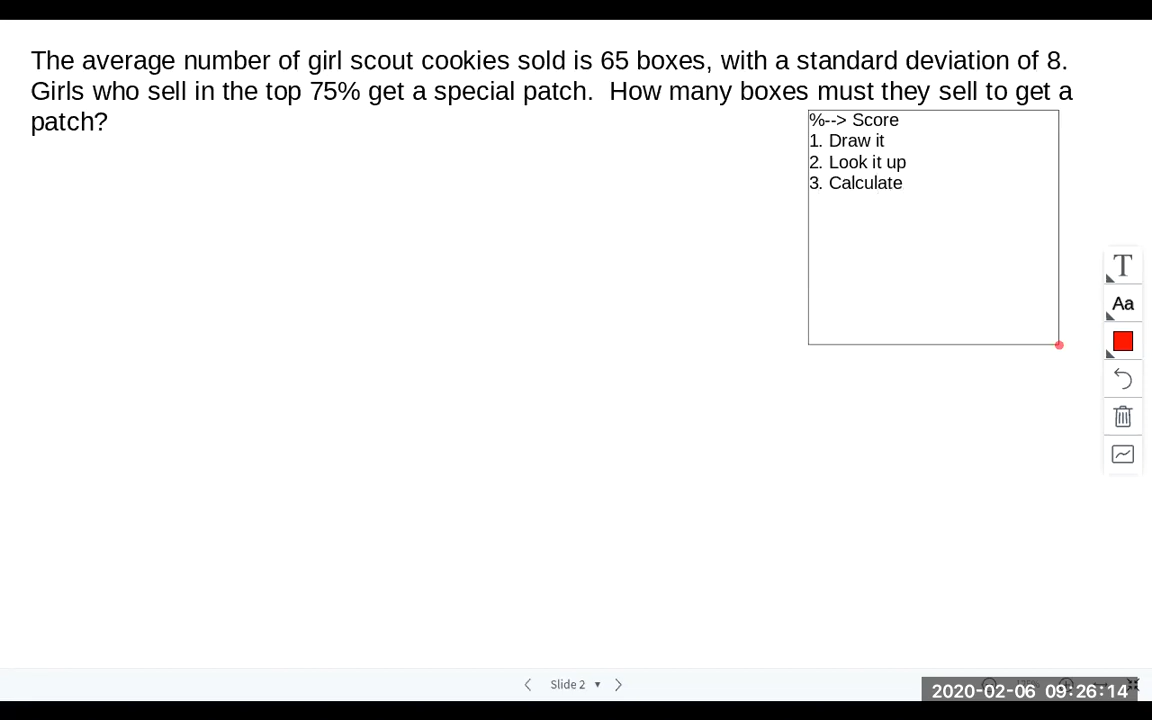 The average number of girl scout cookies sold is 65 boxes, with a standard deviation of 8.
Girls who sell in the top 75% get a special patch.  How many boxes must they sell to get a
patch?
%--> Score
1. Draw it
2. Look it up
3. Calculate
T
Aa
Slide 2
2020-02-06 09:26:14